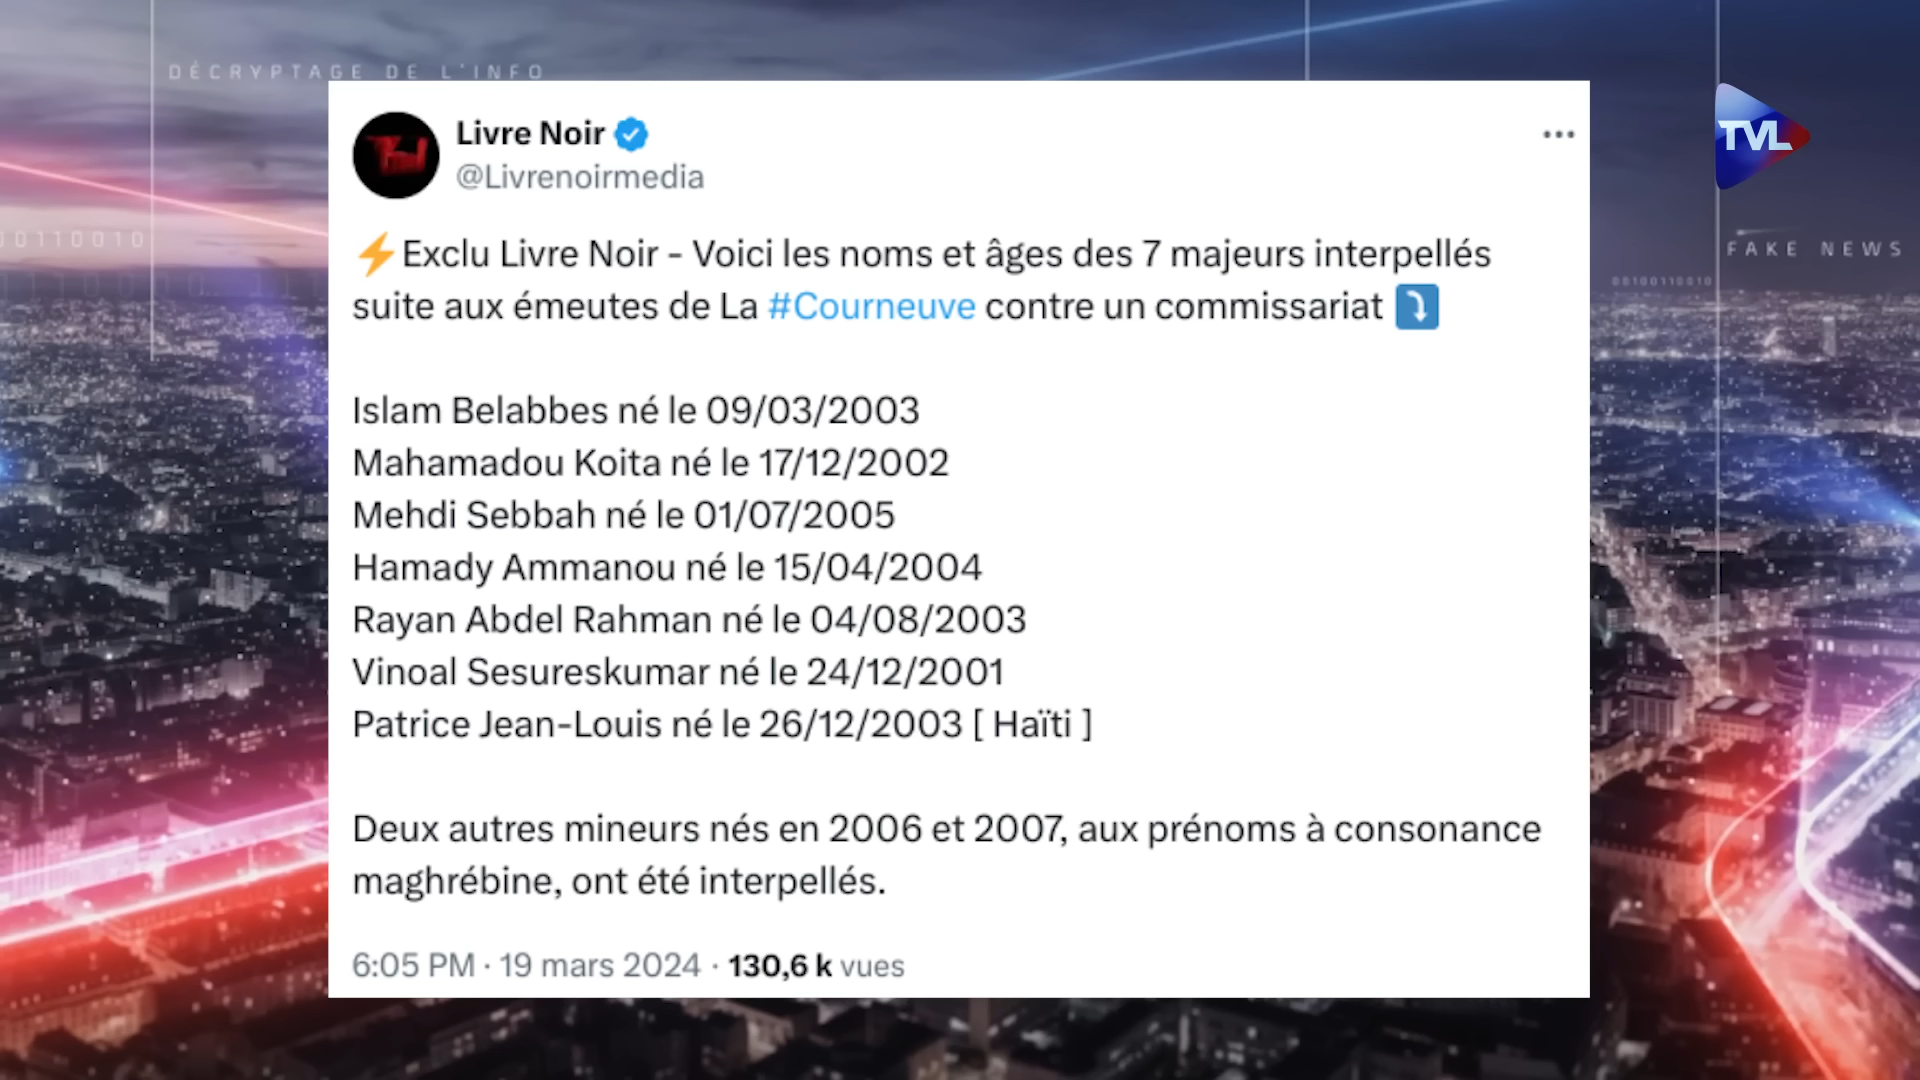 DÉCRYPTAGE DE L'INFO
TVL
Livre Noir
@Livrenoirmedia
FAKE NEWS
00110010
00100110010
⚡Exclu Livre Noir - Voici les noms et âges des 7 majeurs interpellés
suite aux émeutes de La #Courneuve contre un commissariat ⤵️
Islam Belabbes né le 09/03/2003
Mahamadou Koita né le 17/12/2002
Mehdi Sebbah né le 01/07/2005
Hamady Ammanou né le 15/04/2004
Rayan Abdel Rahman né le 04/08/2003
Vinoal Sesureskumar né le 24/12/2001
Patrice Jean-Louis né le 26/12/2003 [ Haïti ]
Deux autres mineurs nés en 2006 et 2007, aux prénoms à consonance
maghrébine, ont été interpellés.
6:05 PM · 19 mars 2024 · 130,6 k vues